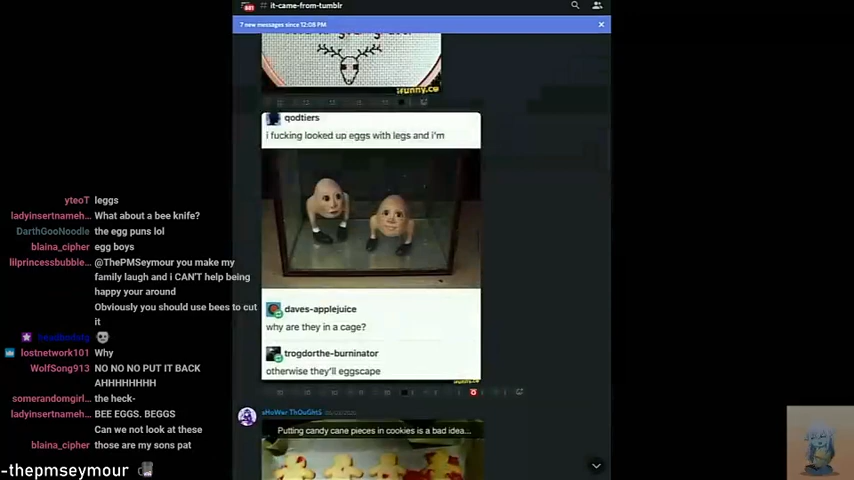 # it-came-from-tumblr
7 new messages since 12:08 PM
ifunny.co
qodtiers
i fucking looked up eggs with legs and i'm
daves-applejuice
why are they in a cage?
trogdorthe-burninator
otherwise they'll eggscape
sHoWer ThOuGhtS
Putting candy cane pieces in cookies is a bad idea...
yteoT leggs
ladyinsertnameh... What about a bee knife?
DarthGooNoodle the egg puns lol
blaina_cipher egg boys
lilprincessbubble... @ThePMSeymour you make my
family laugh and i CANT help being
happy your around
Obviously you should use bees to cut
it
lostnetwork101 Why
WolfSong913 NO NO NO PUT IT BACK
AHHHHHHHH
somerandomgirl... the heck-
ladyinsertnameh... BEE EGGS. BEGGS
Can we not look at these
blaina_cipher those are my sons pat
-thepmseymour